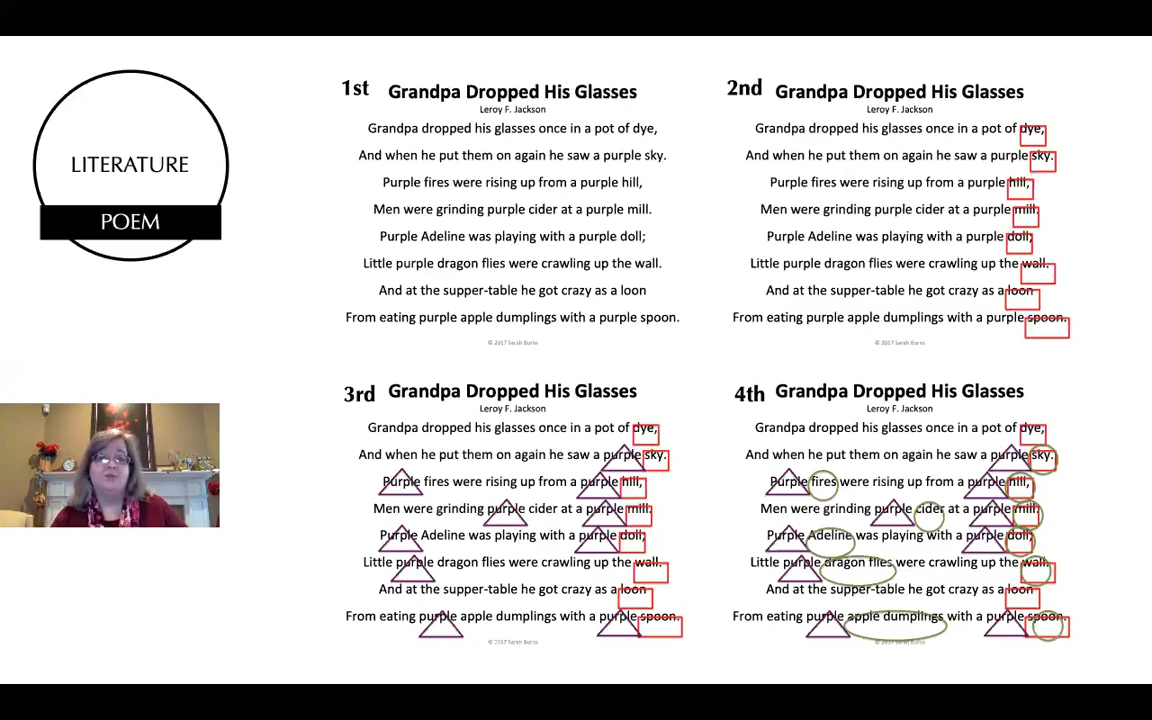 LITERATURE
POEM
1st
Grandpa Dropped His Glasses
Leroy F. Jackson
Grandpa dropped his glasses once in a pot of dye,
And when he put them on again he saw a purple sky.
Purple fires were rising up from a purple hill,
Men were grinding purple cider at a purple mill.
Purple Adeline was playing with a purple doll;
Little purple dragon flies were crawling up the wall.
And at the supper-table he got crazy as a loon
From eating purple apple dumplings with a purple spoon.
© 2017 Sarah Burns
2nd
Grandpa Dropped His Glasses
Leroy F. Jackson
Grandpa dropped his glasses once in a pot of dye,
And when he put them on again he saw a purple sky.
Purple fires were rising up from a purple hill,
Men were grinding purple cider at a purple mill.
Purple Adeline was playing with a purple doll;
Little purple dragon flies were crawling up the wall.
And at the supper-table he got crazy as a loon
From eating purple apple dumplings with a purple spoon.
© 2017 Sarah Burns
3rd
Grandpa Dropped His Glasses
Leroy F. Jackson
Grandpa dropped his glasses once in a pot of dye,
And when he put them on again he saw a purple sky.
Purple fires were rising up from a purple hill,
Men were grinding purple cider at a purple mill.
Purple Adeline was playing with a purple doll;
Little purple dragon flies were crawling up the wall.
And at the supper-table he got crazy as a loon
From eating purple apple dumplings with a purple spoon.
© 2017 Sarah Burns
4th
Grandpa Dropped His Glasses
Leroy F. Jackson
Grandpa dropped his glasses once in a pot of dye,
And when he put them on again he saw a purple sky.
Purple fires were rising up from a purple hill,
Men were grinding purple cider at a purple mill.
Purple Adeline was playing with a purple doll;
Little purple dragon flies were crawling up the wall.
And at the supper-table he got crazy as a loon
From eating purple apple dumplings with a purple spoon.
© 2017 Sarah Burns